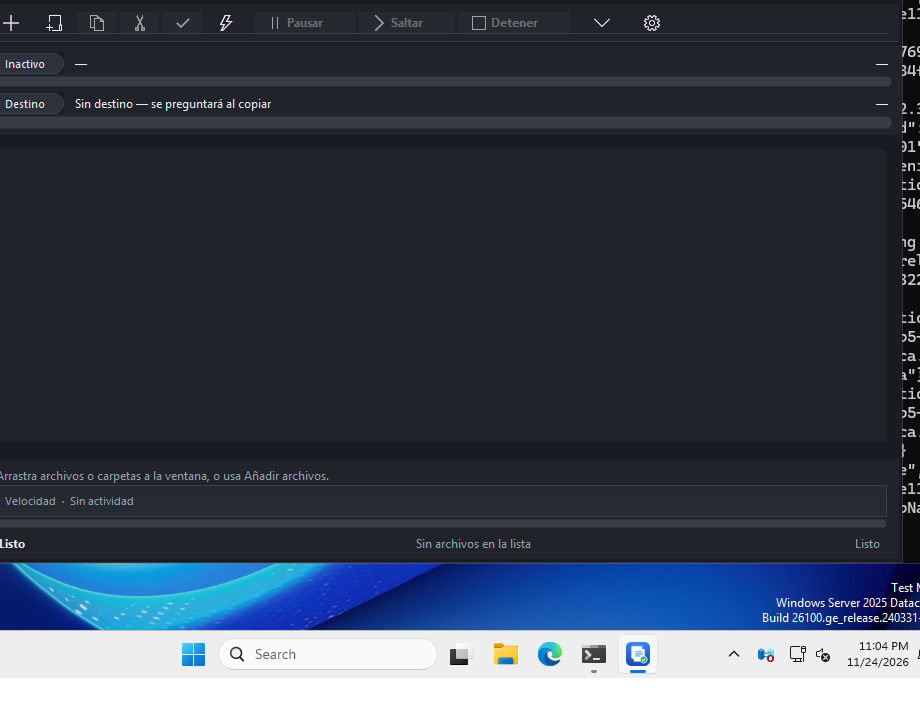 Pausar
Saltar
Detener
Inactivo
—
—
Destino
Sin destino — se preguntará al copiar
—
Arrastra archivos o carpetas a la ventana, o usa Añadir archivos.
Velocidad · Sin actividad
Listo
Sin archivos en la lista
Listo
Test M
Windows Server 2025 Datac
Build 26100.ge_release.240331-
Search
11:04 PM
11/24/2026